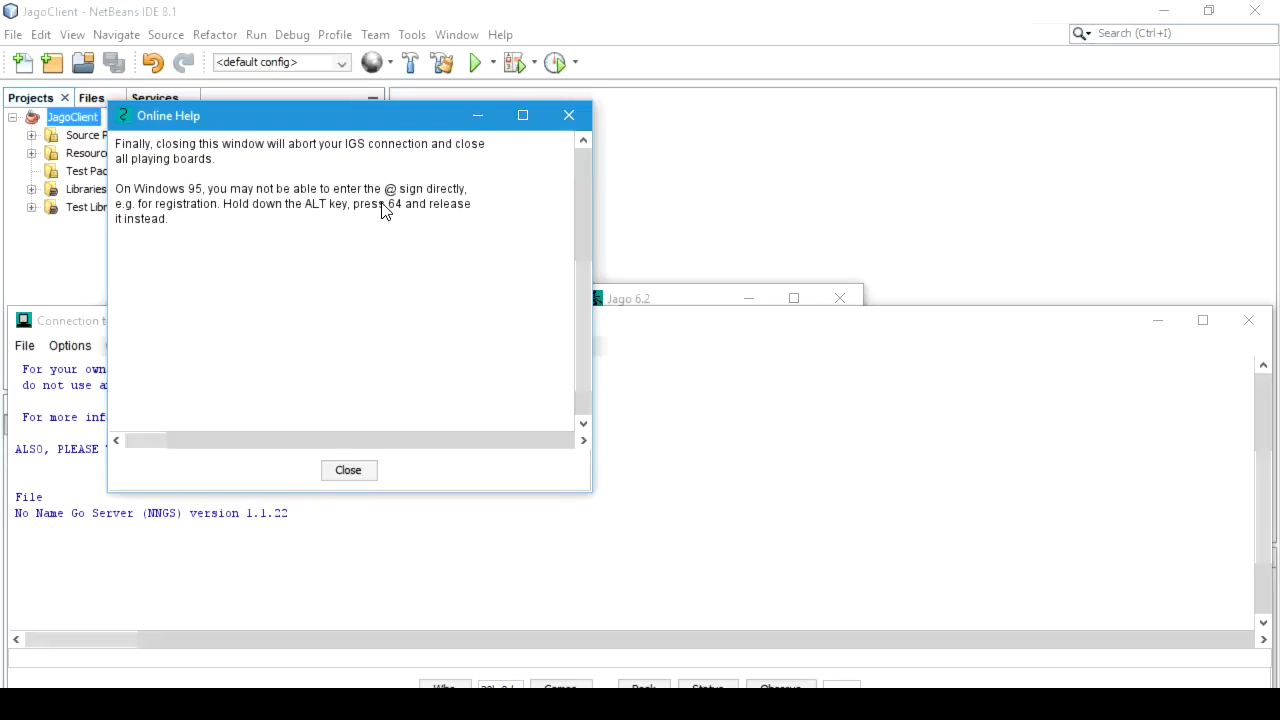 JagoClient - NetBeans IDE 8.1
File Edit View Navigate Source Refactor Run Debug Profile Team Tools Window Help
Search (Ctrl+I)
<default config>
Projects Files Services
JagoClient
Source P
Resourc
Test Pac
Libraries
Test Libr
Online Help
Finally, closing this window will abort your IGS connection and close
all playing boards.
On Windows 95, you may not be able to enter the @ sign directly,
e.g. for registration. Hold down the ALT key, press 64 and release
it instead.
Close
Jago 6.2
Connection t
File Options
For your own
do not use a
For more inf
ALSO, PLEASE
File
No Name Go Server (NNGS) version 1.1.22
Who Games Peek Status Observe